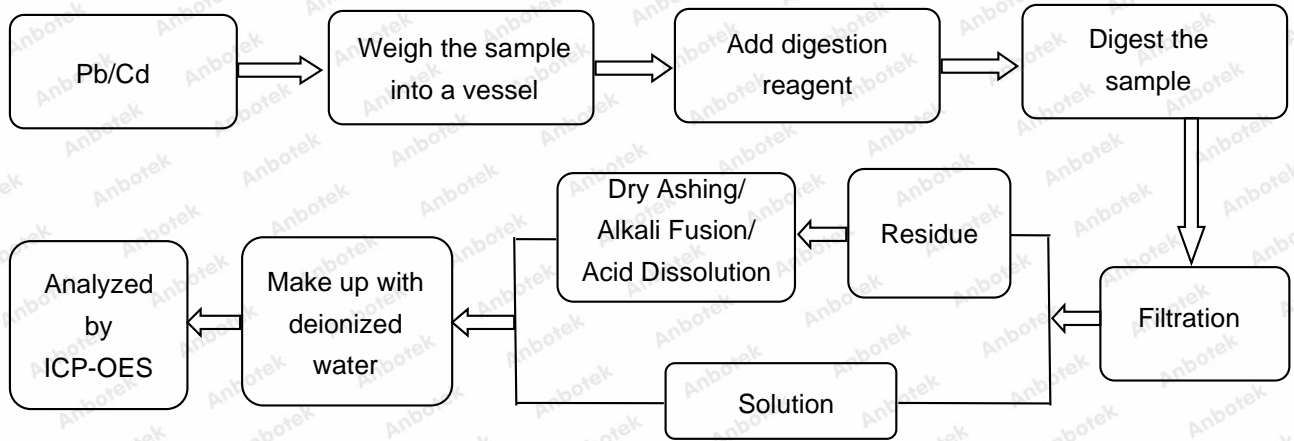 Pb/Cd
Weigh the sample
into a vessel
Add digestion
reagent
Digest the
sample
Filtration
Residue
Dry Ashing/
Alkali Fusion/
Acid Dissolution
Solution
Make up with
deionized
water
Analyzed
by
ICP-OES
Anbotek